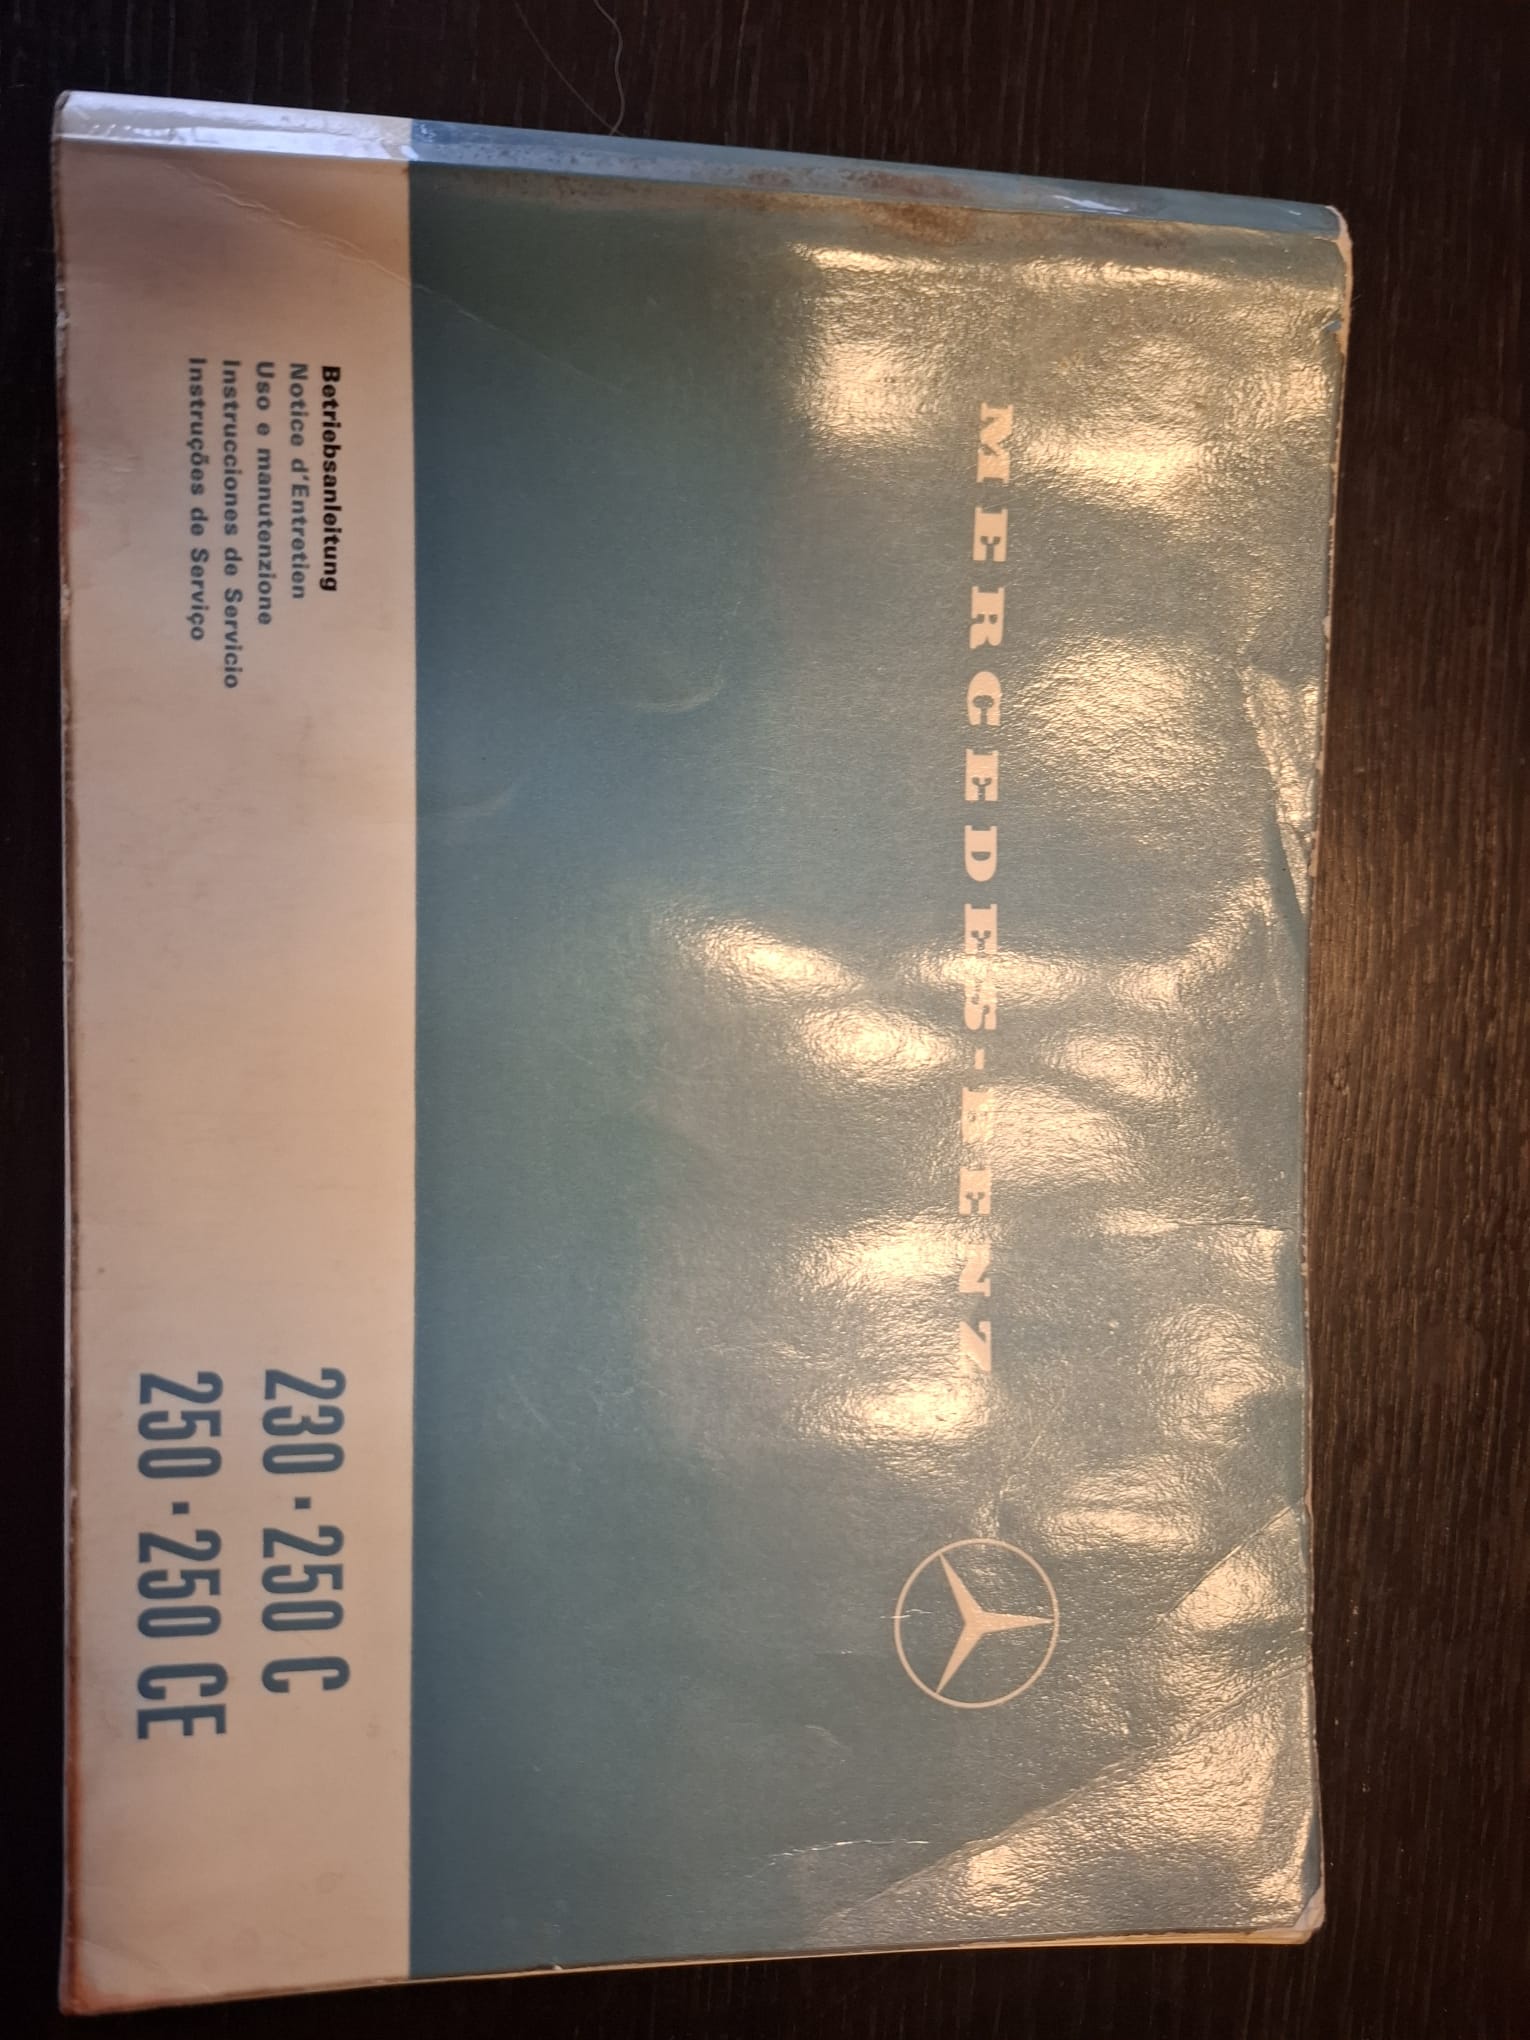 MERCEDES-BENZ
Betriebsanleitung
Notice d'Entretien
Uso e manutenzione
Instrucciones de Servicio
Instruções de Serviço
230 · 250 C
250 · 250 CE